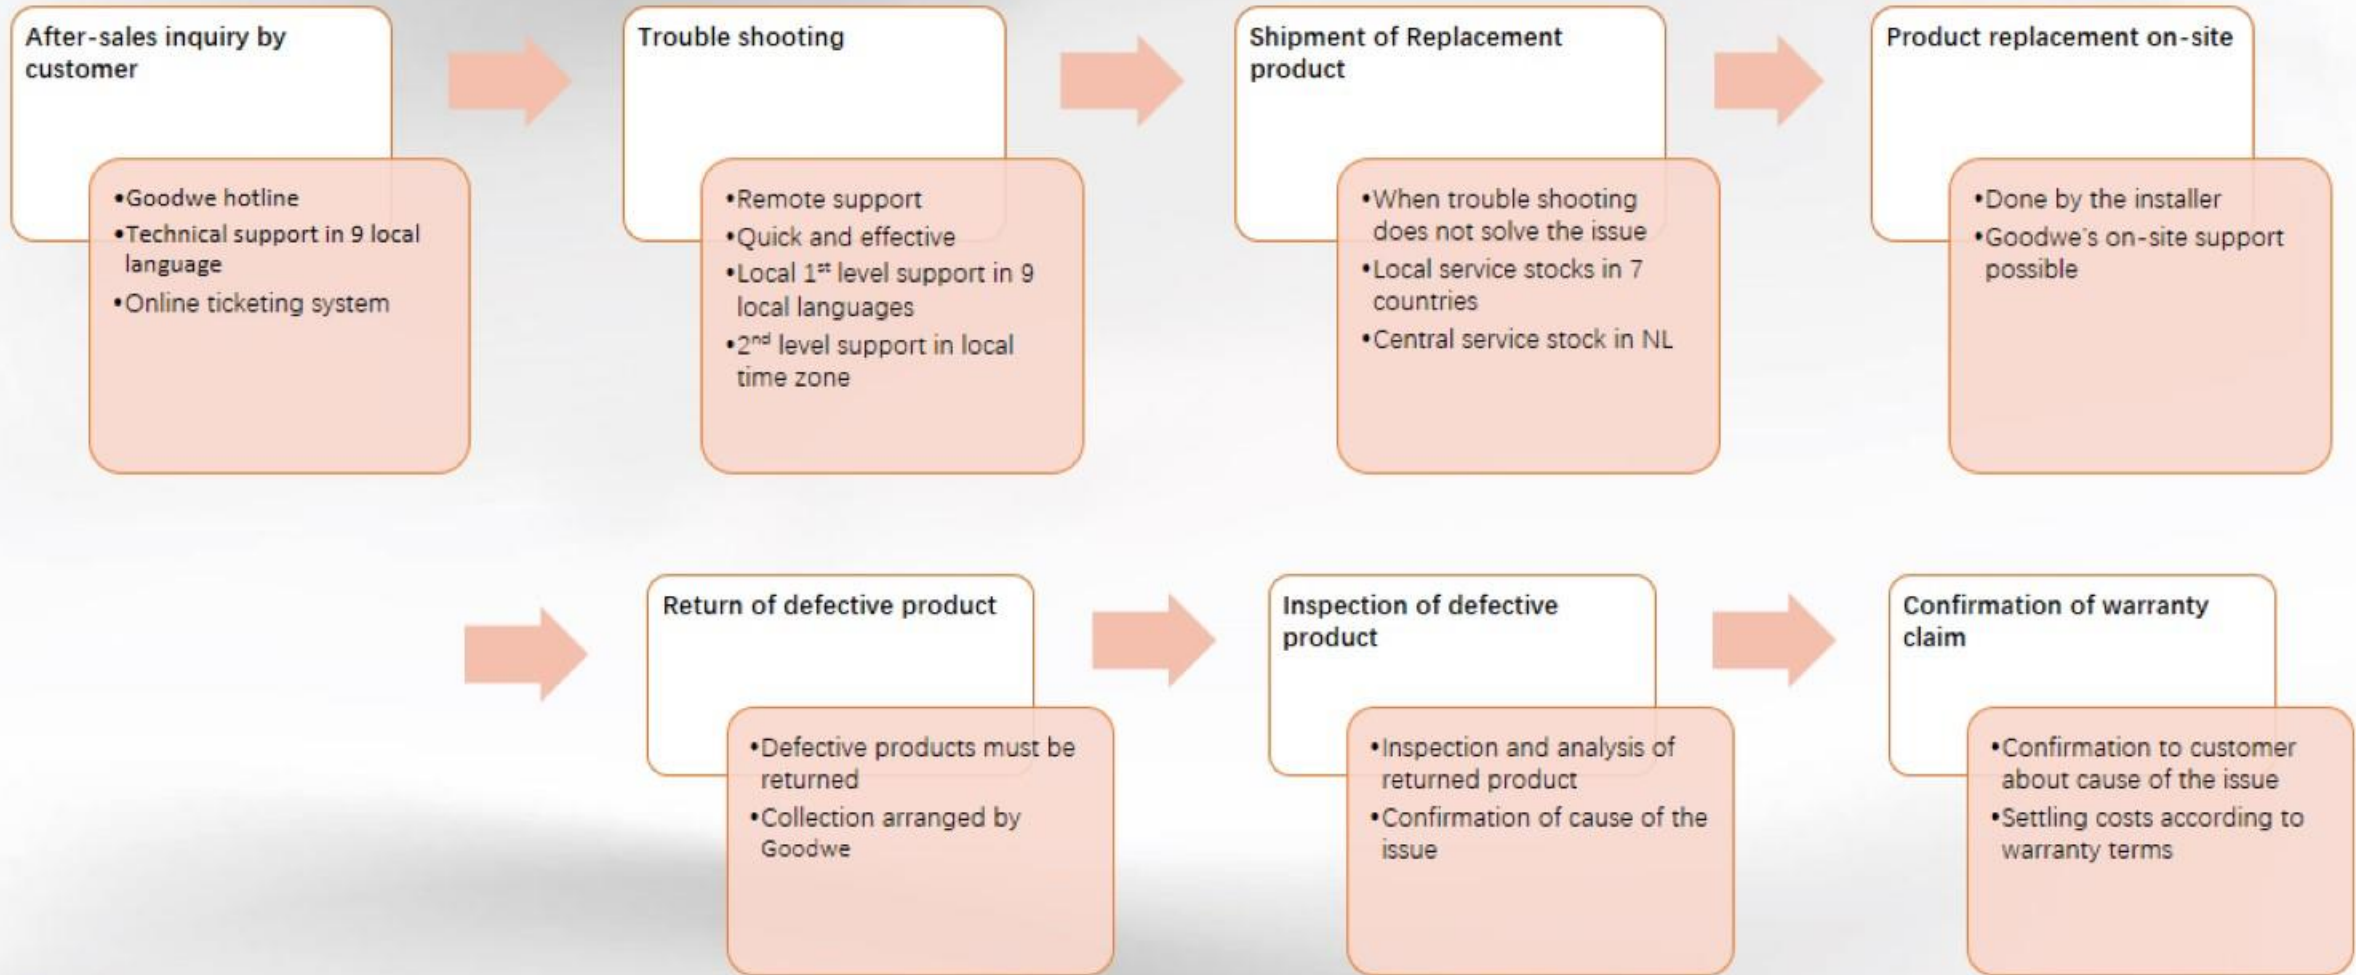 After-sales inquiry by
customer
•Goodwe hotline
•Technical support in 9 local
language
•Online ticketing system
Trouble shooting
•Remote support
•Quick and effective
•Local 1st level support in 9
local languages
•2nd level support in local
time zone
Shipment of Replacement
product
•When trouble shooting
does not solve the issue
•Local service stocks in 7
countries
•Central service stock in NL
Product replacement on-site
•Done by the installer
•Goodwe's on-site support
possible
Return of defective product
•Defective products must be
returned
•Collection arranged by
Goodwe
Inspection of defective
product
•Inspection and analysis of
returned product
•Confirmation of cause of the
issue
Confirmation of warranty
claim
•Confirmation to customer
about cause of the issue
•Settling costs according to
warranty terms